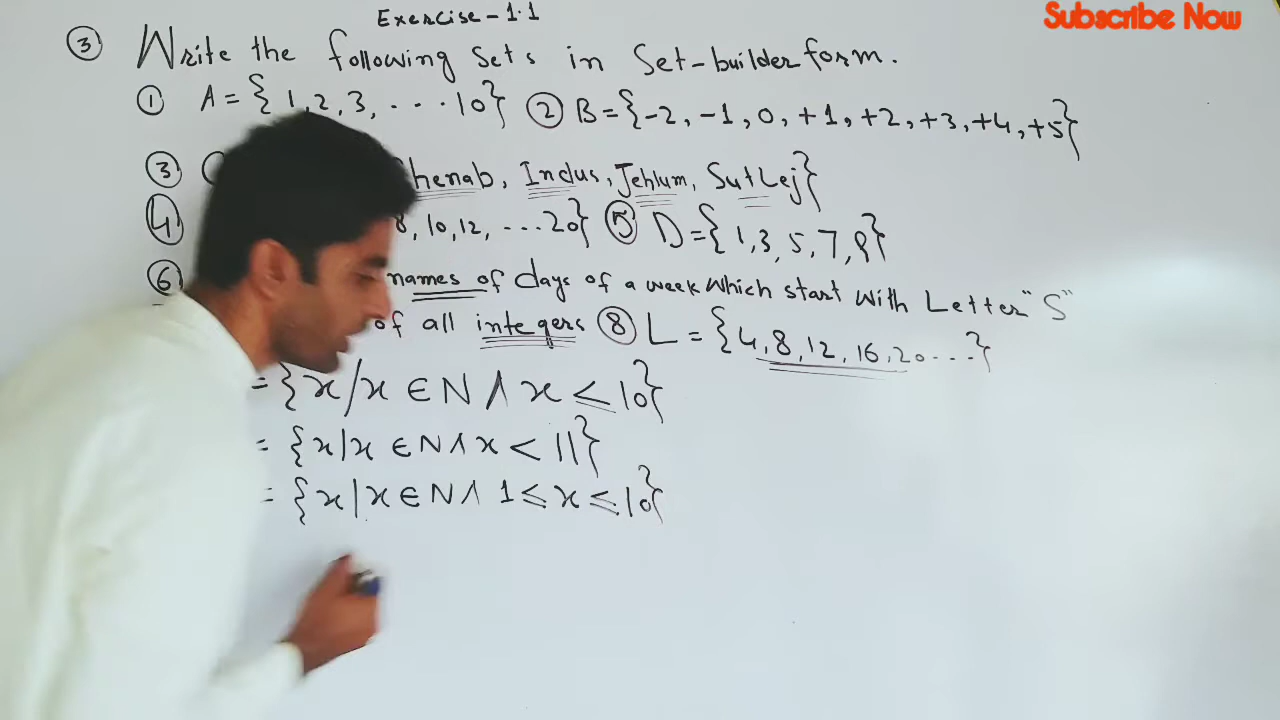 Exercise-1.1
Subscribe Now
③ Write the following Sets in Set-builder form.
① A = { 1, 2, 3, . . . 10} ② B = {-2, -1, 0, +1, +2, +3, +4, +5}
③ Chenab, Indus, Jehlum, Sutlej}
④ 8, 10, 12, ...20} ⑤ D = {1, 3, 5, 7, 9}
⑥ names of days of a week which start with Letter "S"
of all integers ⑧ L = {4, 8, 12, 16, 20 ....}
= {x/x ∈ N ∧ x ≤ 10}
= {x|x ∈ N ∧ x < 11}
= {x|x ∈ N ∧ 1 ≤ x ≤ 10}